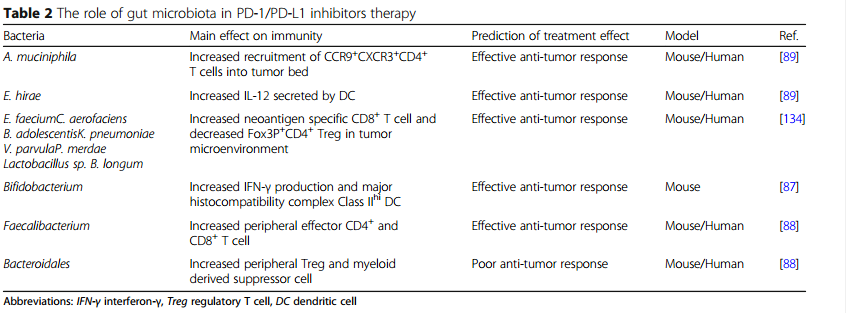 Table 2 The role of gut microbiota in PD-1/PD-L1 inhibitors therapy
Bacteria Main effect on immunity Prediction of treatment effect Model Ref.
A. muciniphila Increased recruitment of CCR9+CXCR3+CD4+ Effective anti-tumor response Mouse/Human [89]
T cells into tumor bed
E. hirae Increased IL-12 secreted by DC Effective anti-tumor response Mouse/Human [89]
E. faeciumC. aerofaciens Increased neoantigen specific CD8+ T cell and Effective anti-tumor response Mouse/Human [134]
B. adolescentisK. pneumoniae decreased Fox3P+CD4+ Treg in tumor
V. parvulaP. merdae microenvironment
Lactobacillus sp. B. longum
Bifidobacterium Increased IFN-γ production and major Effective anti-tumor response Mouse [87]
histocompatibility complex Class IIhi DC
Faecalibacterium Increased peripheral effector CD4+ and Effective anti-tumor response Mouse/Human [88]
CD8+ T cell
Bacteroidales Increased peripheral Treg and myeloid Poor anti-tumor response Mouse/Human [88]
derived suppressor cell
Abbreviations: IFN-γ interferon-γ, Treg regulatory T cell, DC dendritic cell